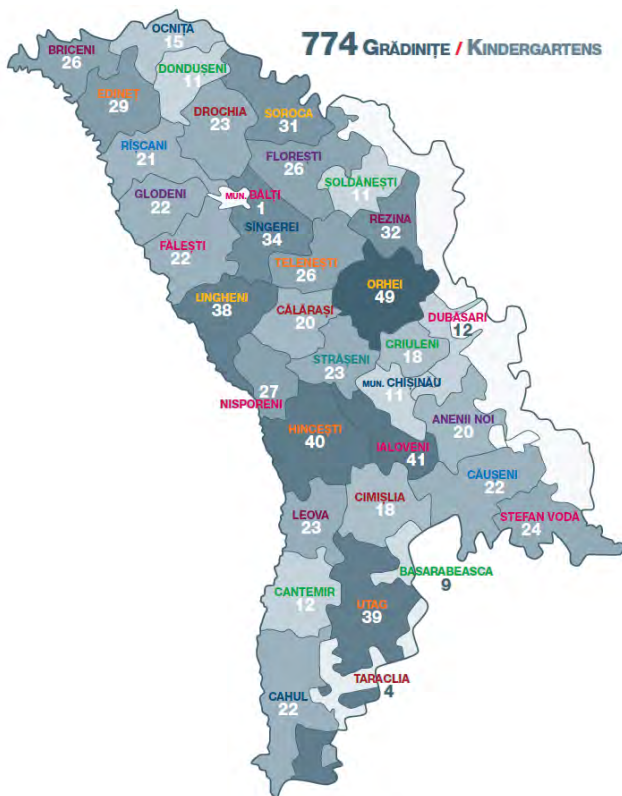 774 GRĂDINIȚE / KINDERGARTENS
OCNIȚA
15
BRICENI
26
DONDUȘENI
11
EDINEȚ
29
DROCHIA
23
SOROCA
31
RÎȘCANI
21
FLOREȘTI
26
ȘOLDĂNEȘTI
11
GLODENI
22
MUN. BĂLȚI
1
REZINA
32
SÎNGEREI
34
FĂLEȘTI
22
TELENEȘTI
26
ORHEI
49
UNGHENI
38
CĂLĂRAȘI
20
DUBĂSARI
12
CRIULENI
18
STRĂȘENI
23
MUN. CHIȘINĂU
11
27
NISPORENI
ANENII NOI
20
HINCEȘTI
40
IALOVENI
41
CĂUȘENI
22
CIMIȘLIA
18
LEOVA
23
STEFAN VODĂ
24
BASARABEASCA
9
CANTEMIR
12
UTAG
39
TARACLIA
4
CAHUL
22